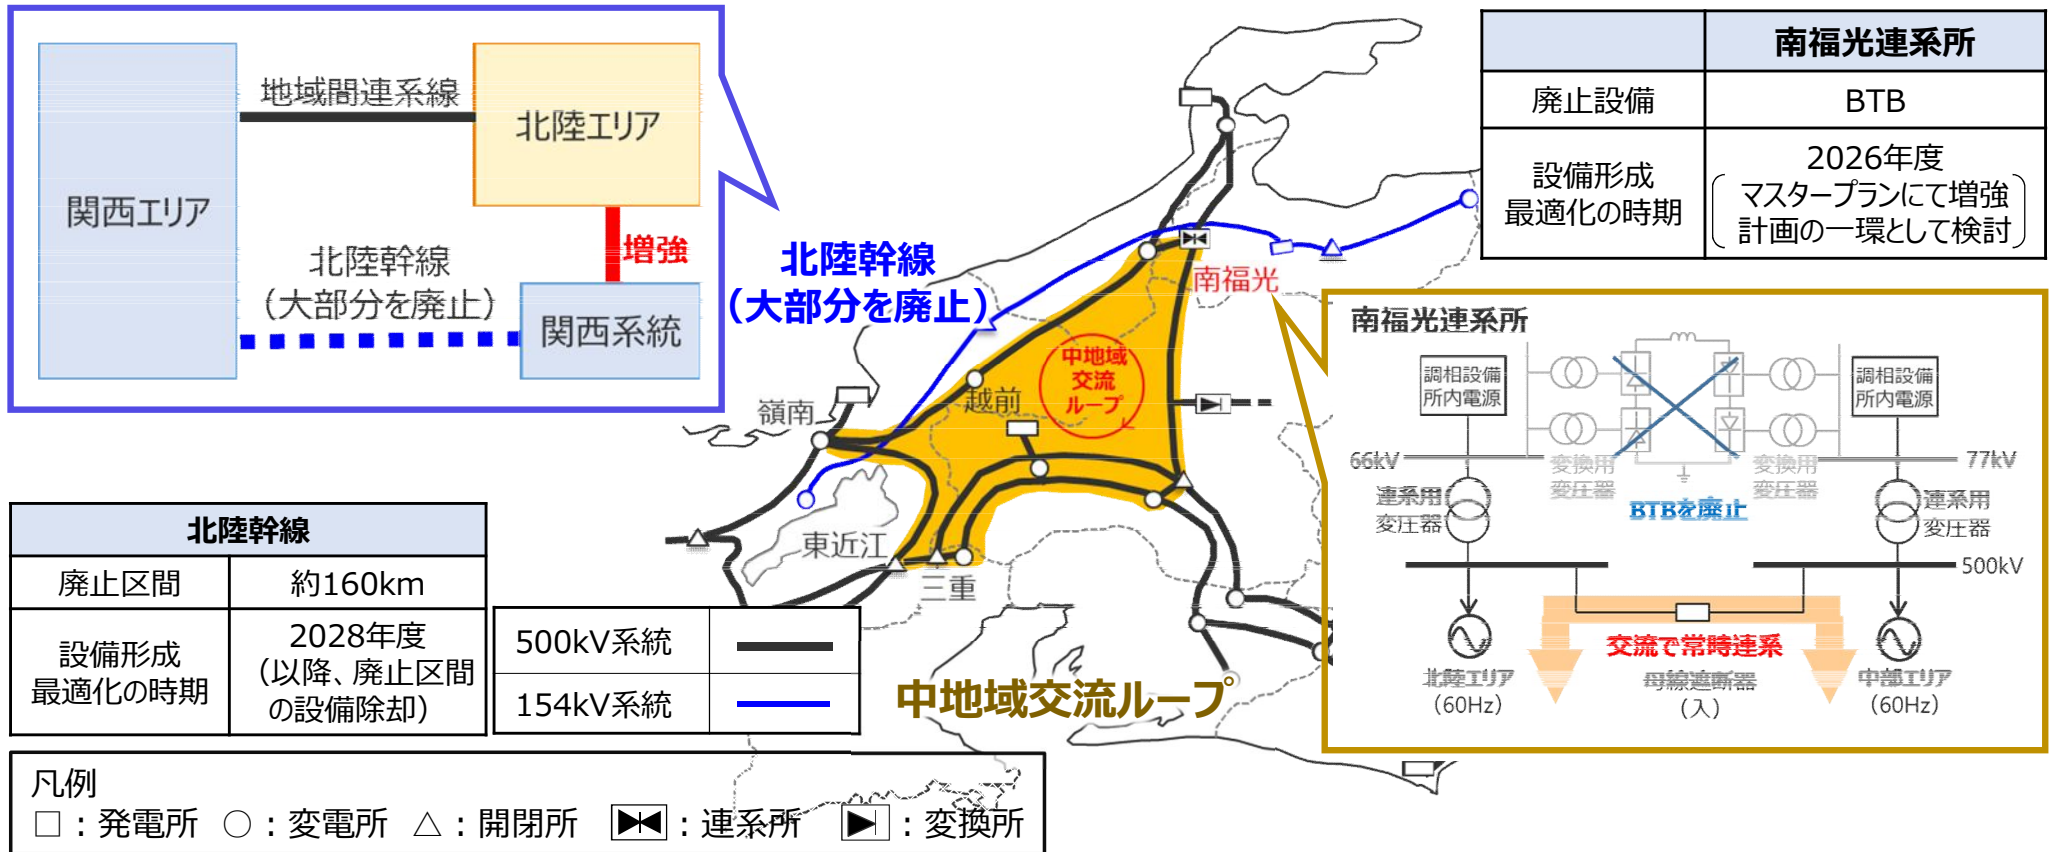 関西エリア
地域間連系線
北陸エリア
増強
北陸幹線
（大部分を廃止）
関西系統
北陸幹線
（大部分を廃止）
南福光連系所
廃止設備
BTB
設備形成
最適化の時期
2026年度
マスタープランにて増強
計画の一環として検討
南福光
中地域
交流
ループ
越前
嶺南
東近江
三重
中地域交流ループ
南福光連系所
調相設備
所内電源
調相設備
所内電源
66kV
変換用
変圧器
変換用
変圧器
77kV
連系用
変圧器
BTBを廃止
連系用
変圧器
500kV
交流で常時連系
北陸エリア
（60Hz）
母線遮断器
（入）
中部エリア
（60Hz）
北陸幹線
廃止区間
約160km
設備形成
最適化の時期
2028年度
（以降、廃止区間
の設備除却）
500kV系統
154kV系統
凡例
□：発電所 ○：変電所 △：開閉所 ：連系所 ：変換所